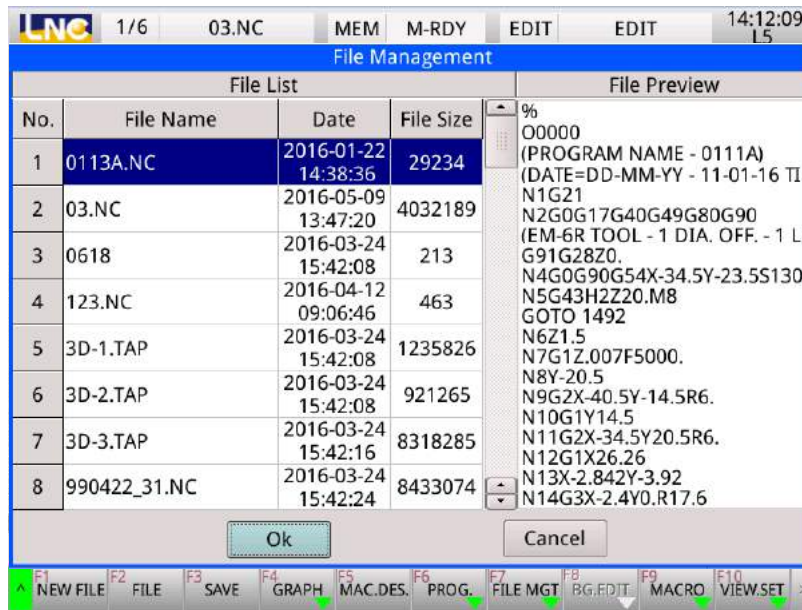 LNC 1/6 03.NC MEM M-RDY EDIT EDIT 14:12:09
L5
File Management
File List File Preview
No. File Name Date File Size
1 0113A.NC 2016-01-22 14:38:36 29234
2 03.NC 2016-05-09 13:47:20 4032189
3 0618 2016-03-24 15:42:08 213
4 123.NC 2016-04-12 09:06:46 463
5 3D-1.TAP 2016-03-24 15:42:08 1235826
6 3D-2.TAP 2016-03-24 15:42:08 921265
7 3D-3.TAP 2016-03-24 15:42:16 8318285
8 990422_31.NC 2016-03-24 15:42:24 8433074
%
O0000
(PROGRAM NAME - 0111A)
(DATE=DD-MM-YY - 11-01-16 TI
N1G21
N2G0G17G40G49G80G90
(EM-6R TOOL - 1 DIA. OFF. - 1 L
G91G28Z0.
N4G0G90G54X-34.5Y-23.5S130
N5G43H2Z20.M8
GOTO 1492
N6Z1.5
N7G1Z.007F5000.
N8Y-20.5
N9G2X-40.5Y-14.5R6.
N10G1Y14.5
N11G2X-34.5Y20.5R6.
N12G1X26.26
N13X-2.842Y-3.92
N14G3X-2.4Y0.R17.6
Ok Cancel
^ F1 NEW FILE F2 FILE F3 SAVE F4 GRAPH F5 MAC.DES. F6 PROG. F7 FILE MGT F8 BG.EDIT F9 MACRO F10 VIEW.SET